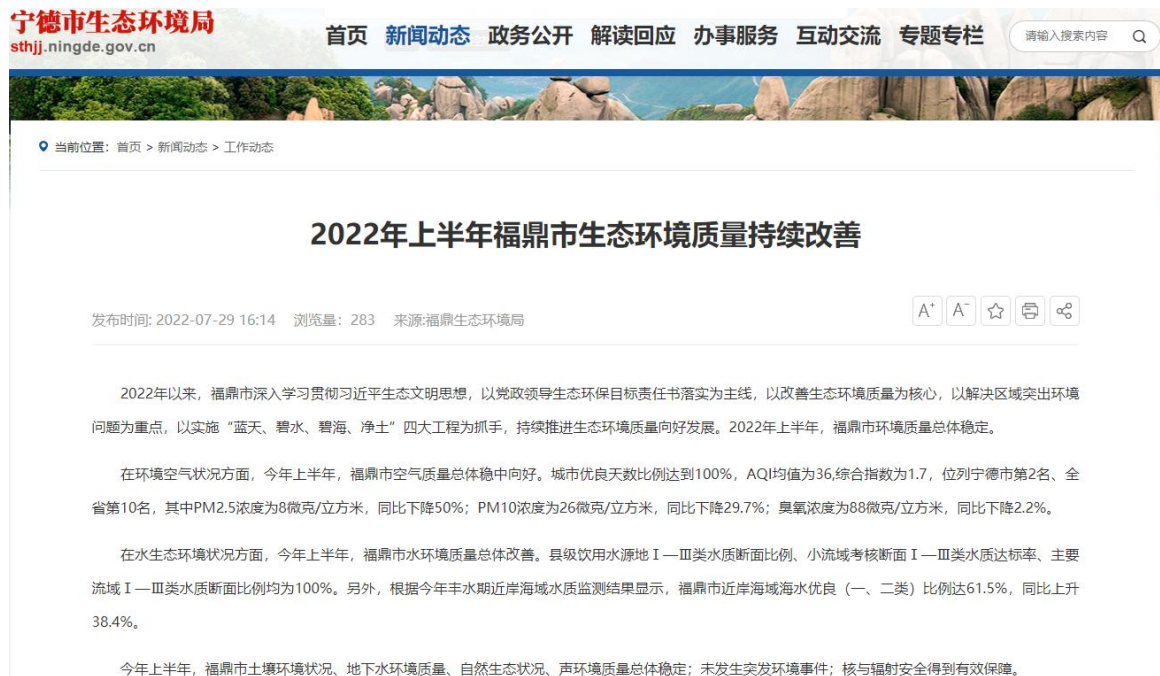 宁德市生态环境局
sthjj.ningde.gov.cn
首页 新闻动态 政务公开 解读回应 办事服务 互动交流 专题专栏 请输入搜索内容
当前位置：首页 > 新闻动态 > 工作动态
2022年上半年福鼎市生态环境质量持续改善
发布时间: 2022-07-29 16:14 浏览量：283 来源:福鼎生态环境局
A+ A-
2022年以来，福鼎市深入学习贯彻习近平生态文明思想，以党政领导生态环保目标责任书落实为主线，以改善生态环境质量为核心，以解决区域突出环境
问题为重点，以实施“蓝天、碧水、碧海、净土”四大工程为抓手，持续推进生态环境质量向好发展。2022年上半年，福鼎市环境质量总体稳定。
在环境空气状况方面，今年上半年，福鼎市空气质量总体稳中向好。城市优良天数比例达到100%，AQI均值为36,综合指数为1.7，位列宁德市第2名、全
省第10名，其中PM2.5浓度为8微克/立方米，同比下降50%；PM10浓度为26微克/立方米，同比下降29.7%；臭氧浓度为88微克/立方米，同比下降2.2%。
在水生态环境状况方面，今年上半年，福鼎市水环境质量总体改善。县级饮用水源地Ⅰ—Ⅲ类水质断面比例、小流域考核断面Ⅰ—Ⅲ类水质达标率、主要
流域Ⅰ—Ⅲ类水质断面比例均为100%。另外，根据今年丰水期近岸海域水质监测结果显示，福鼎市近岸海域海水优良（一、二类）比例达61.5%，同比上升
38.4%。
今年上半年，福鼎市土壤环境状况、地下水环境质量、自然生态状况、声环境质量总体稳定；未发生突发环境事件；核与辐射安全得到有效保障。